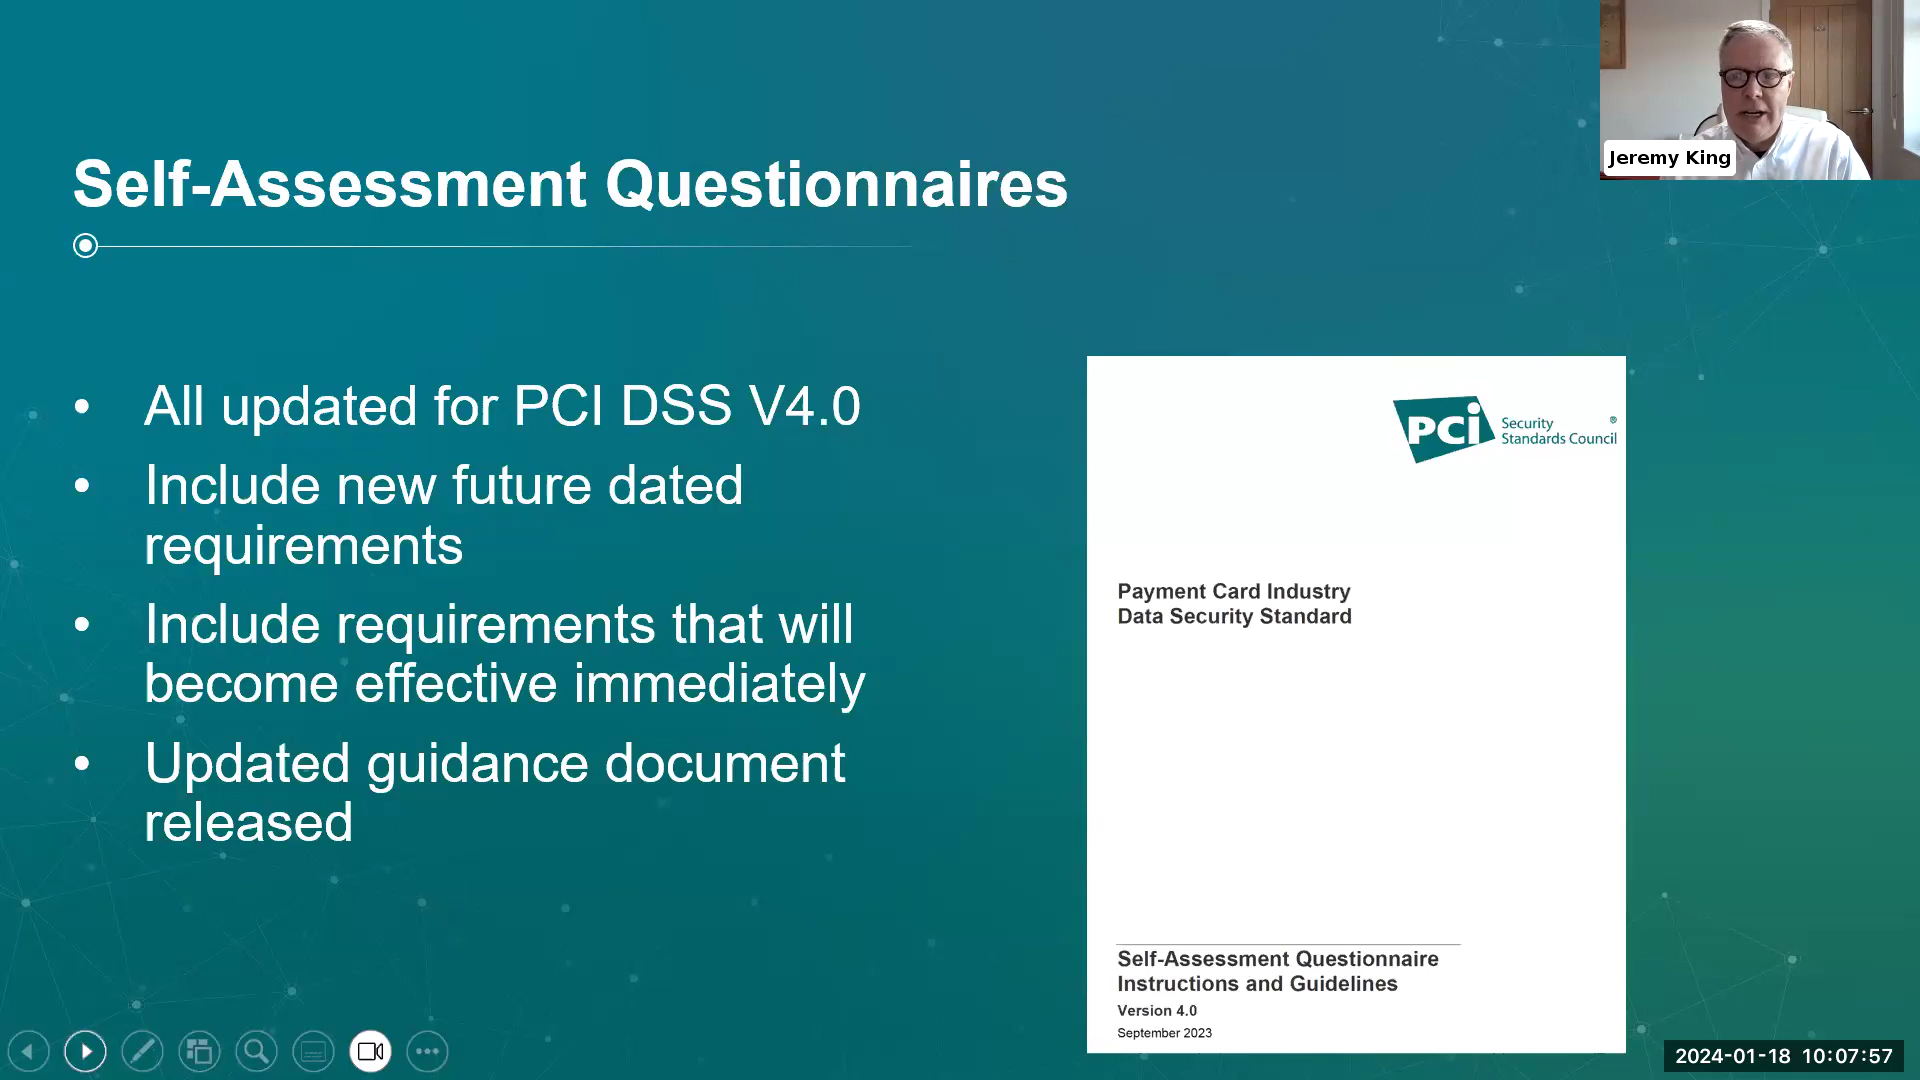 Jeremy King
Self-Assessment Questionnaires
• All updated for PCI DSS V4.0
• Include new future dated
requirements
• Include requirements that will
become effective immediately
• Updated guidance document
released
PCi Security
Standards Council ®
Payment Card Industry
Data Security Standard
Self-Assessment Questionnaire
Instructions and Guidelines
Version 4.0
September 2023
2024-01-18 10:07:57